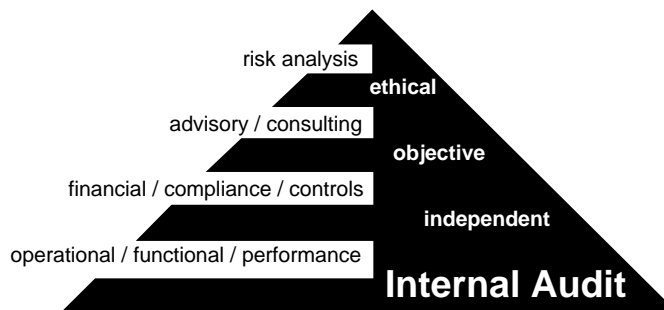 risk analysis
ethical
advisory / consulting
objective
financial / compliance / controls
independent
operational / functional / performance
Internal Audit